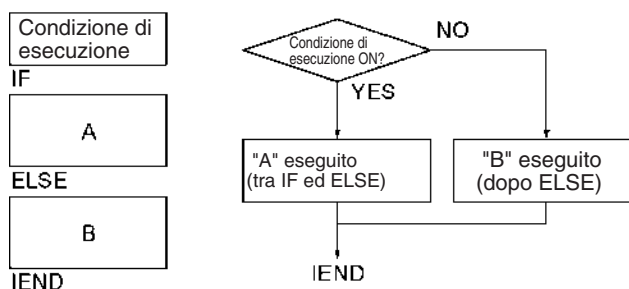 Condizione di
esecuzione
IF
A
ELSE
B
IEND
Condizione di
esecuzione ON?
NO
YES
"A" eseguito
(tra IF ed ELSE)
"B" eseguito
(dopo ELSE)
IEND